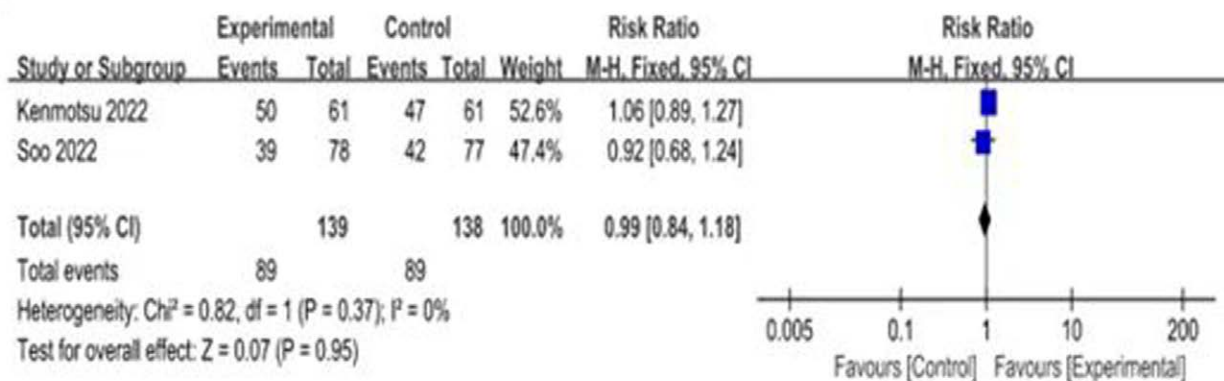 Experimental Control Risk Ratio Risk Ratio
Study or Subgroup Events Total Events Total Weight M-H, Fixed, 95% CI M-H, Fixed, 95% CI
Kenmotsu 2022 50 61 47 61 52.6% 1.06 [0.89, 1.27]
Soo 2022 39 78 42 77 47.4% 0.92 [0.68, 1.24]
Total (95% CI) 139 138 100.0% 0.99 [0.84, 1.18]
Total events 89 89
Heterogeneity: Chi² = 0.82, df = 1 (P = 0.37); I² = 0%
Test for overall effect: Z = 0.07 (P = 0.95)
0.005 0.1 1 10 200
Favours [Control] Favours [Experimental]